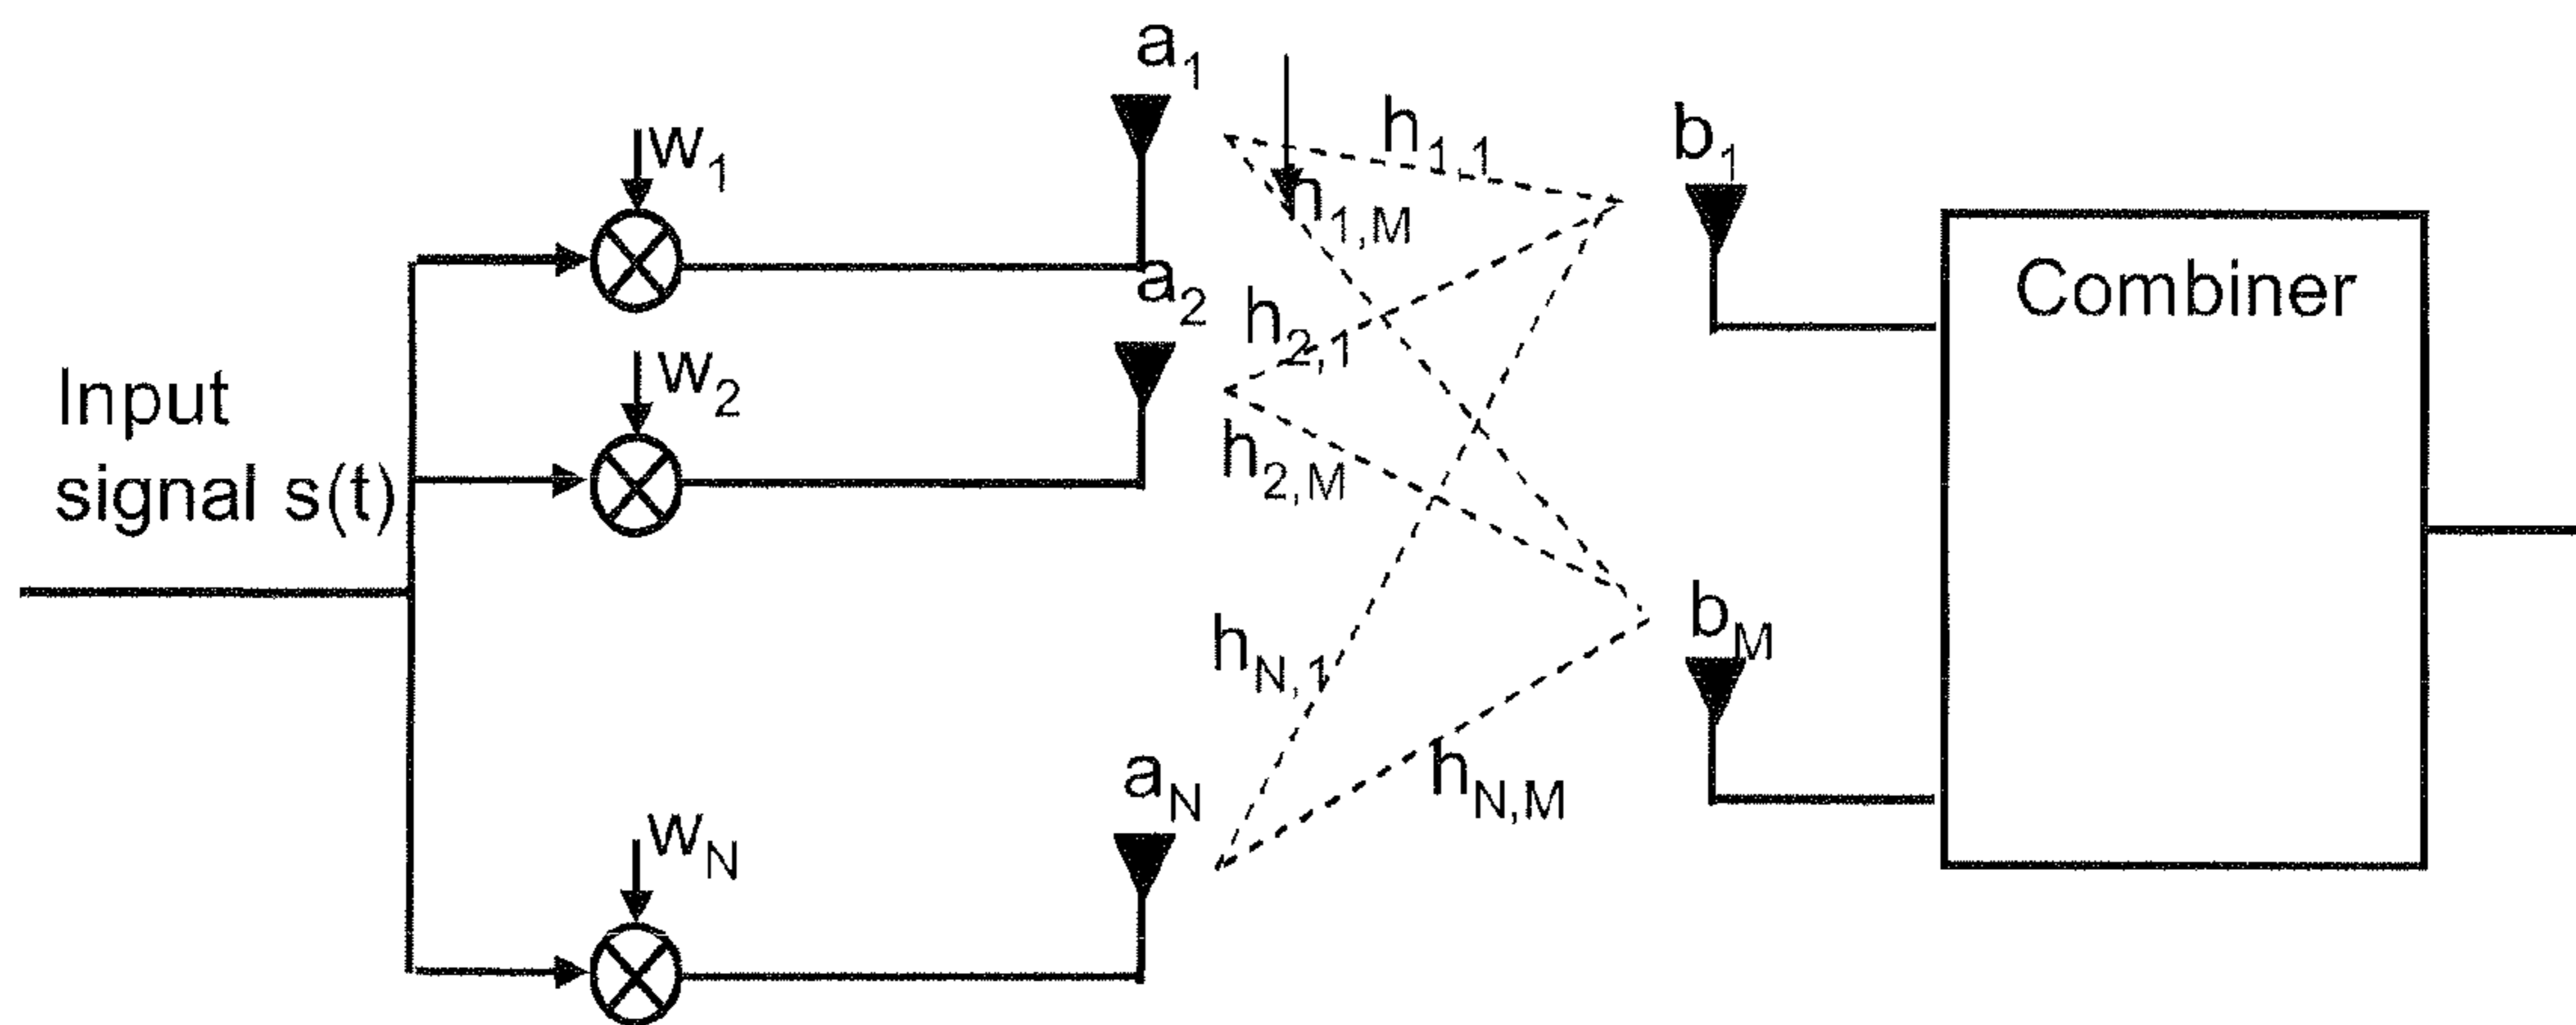 a1
h1,1
b1
w1
h1,M
Combiner
a2
h2,1
w2
Input
signal s(t)
h2,M
bM
hN,1
aN
hN,M
wN